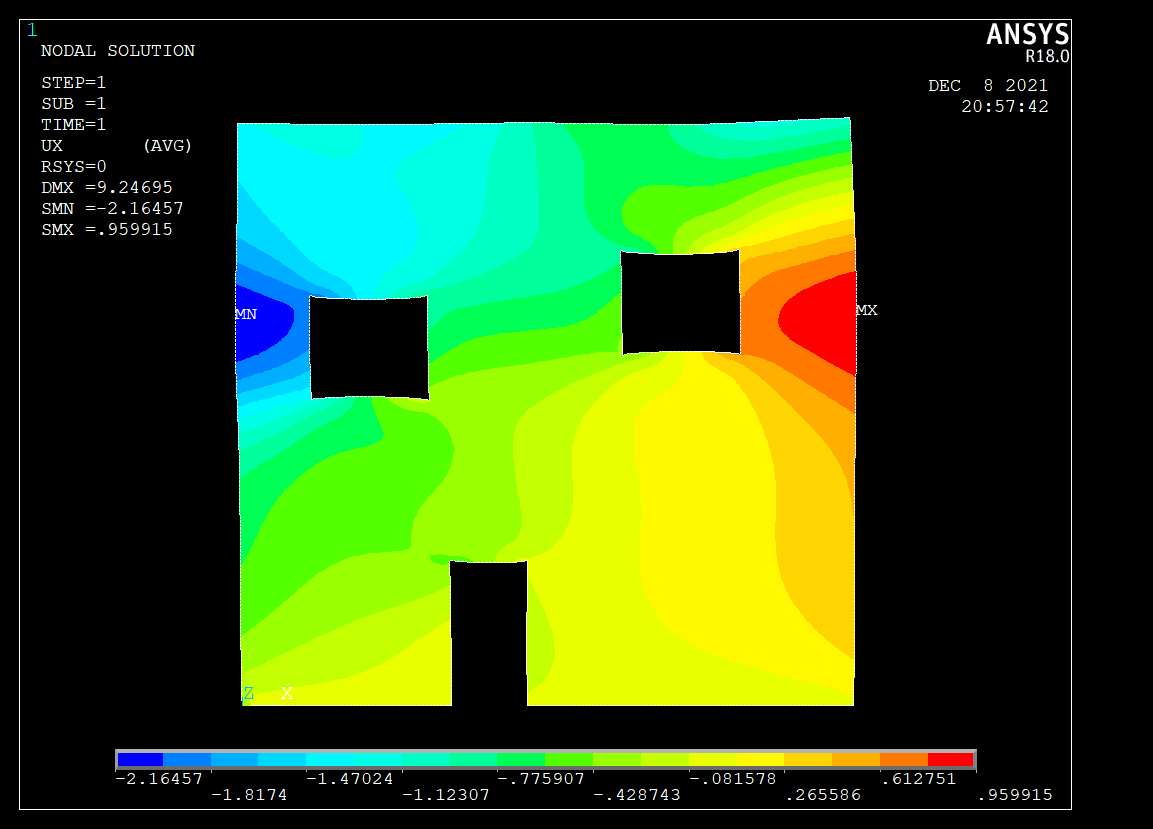 1
ANSYS
R18.0
NODAL SOLUTION
DEC 8 2021
20:57:42
STEP=1
SUB =1
TIME=1
UX (AVG)
RSYS=0
DMX =9.24695
SMN =-2.16457
SMX =.959915
MN
MX
Z X
-2.16457 -1.47024 -.775907 -.081578 .612751
-1.8174 -1.12307 -.428743 .265586 .959915